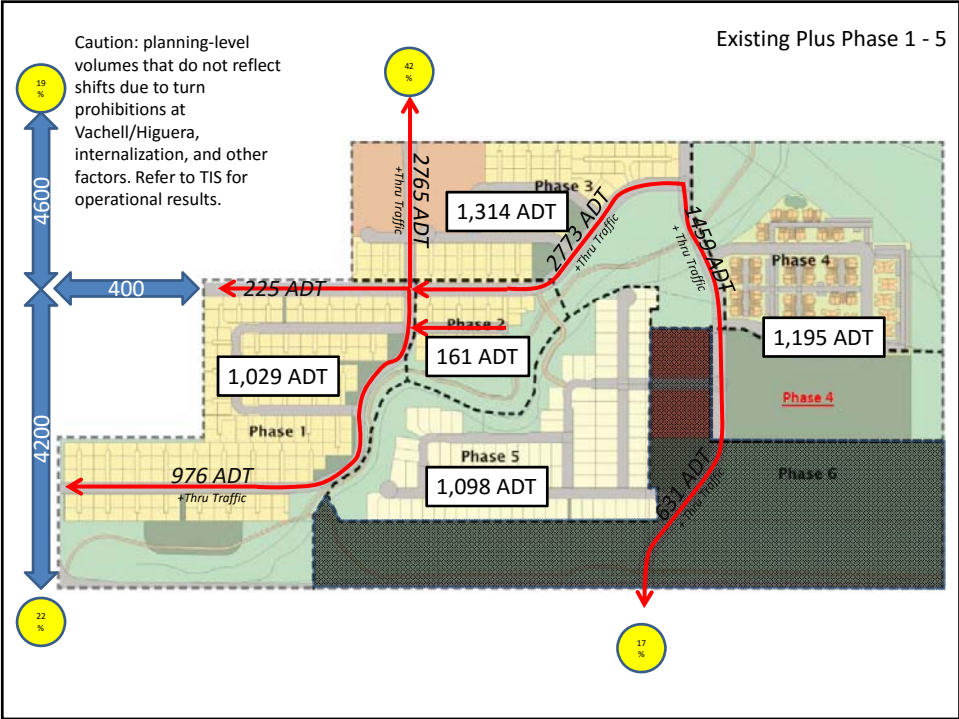 Existing Plus Phase 1 - 5
Caution: planning-level
volumes that do not reflect
shifts due to turn
prohibitions at
Vachell/Higuera,
internalization, and other
factors. Refer to TIS for
operational results.
19
%
42
%
4600
400
4200
2765 ADT
+Thru Traffic
Phase 3
1,314 ADT
2773 ADT
+Thru Traffic
1459 ADT
+ Thru Traffic
Phase 4
1,195 ADT
Phase 4
225 ADT
Phase 2
161 ADT
1,029 ADT
Phase 1
976 ADT
+Thru Traffic
Phase 5
1,098 ADT
631 ADT
+Thru Traffic
Phase 6
22
%
17
%